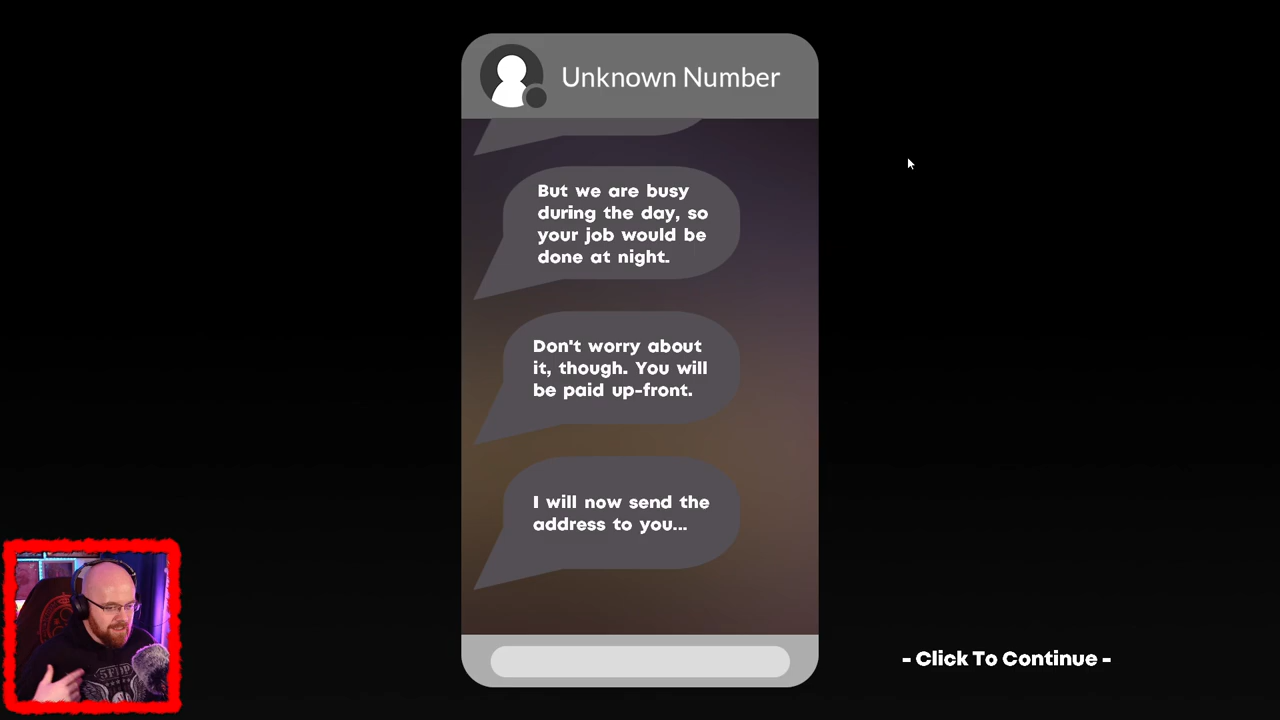 Unknown Number
But we are busy
during the day, so
your job would be
done at night.
Don't worry about
it, though. You will
be paid up-front.
I will now send the
address to you...
- Click To Continue -